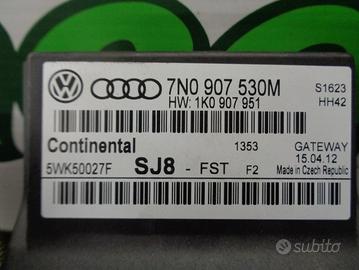 7N0 907 530M
S1623
HW: 1K0 907 951
HH42
Continental
1353
GATEWAY
5WK50027F
SJ8 - FST F2
15.04.12
Made in Czech Republic
subito